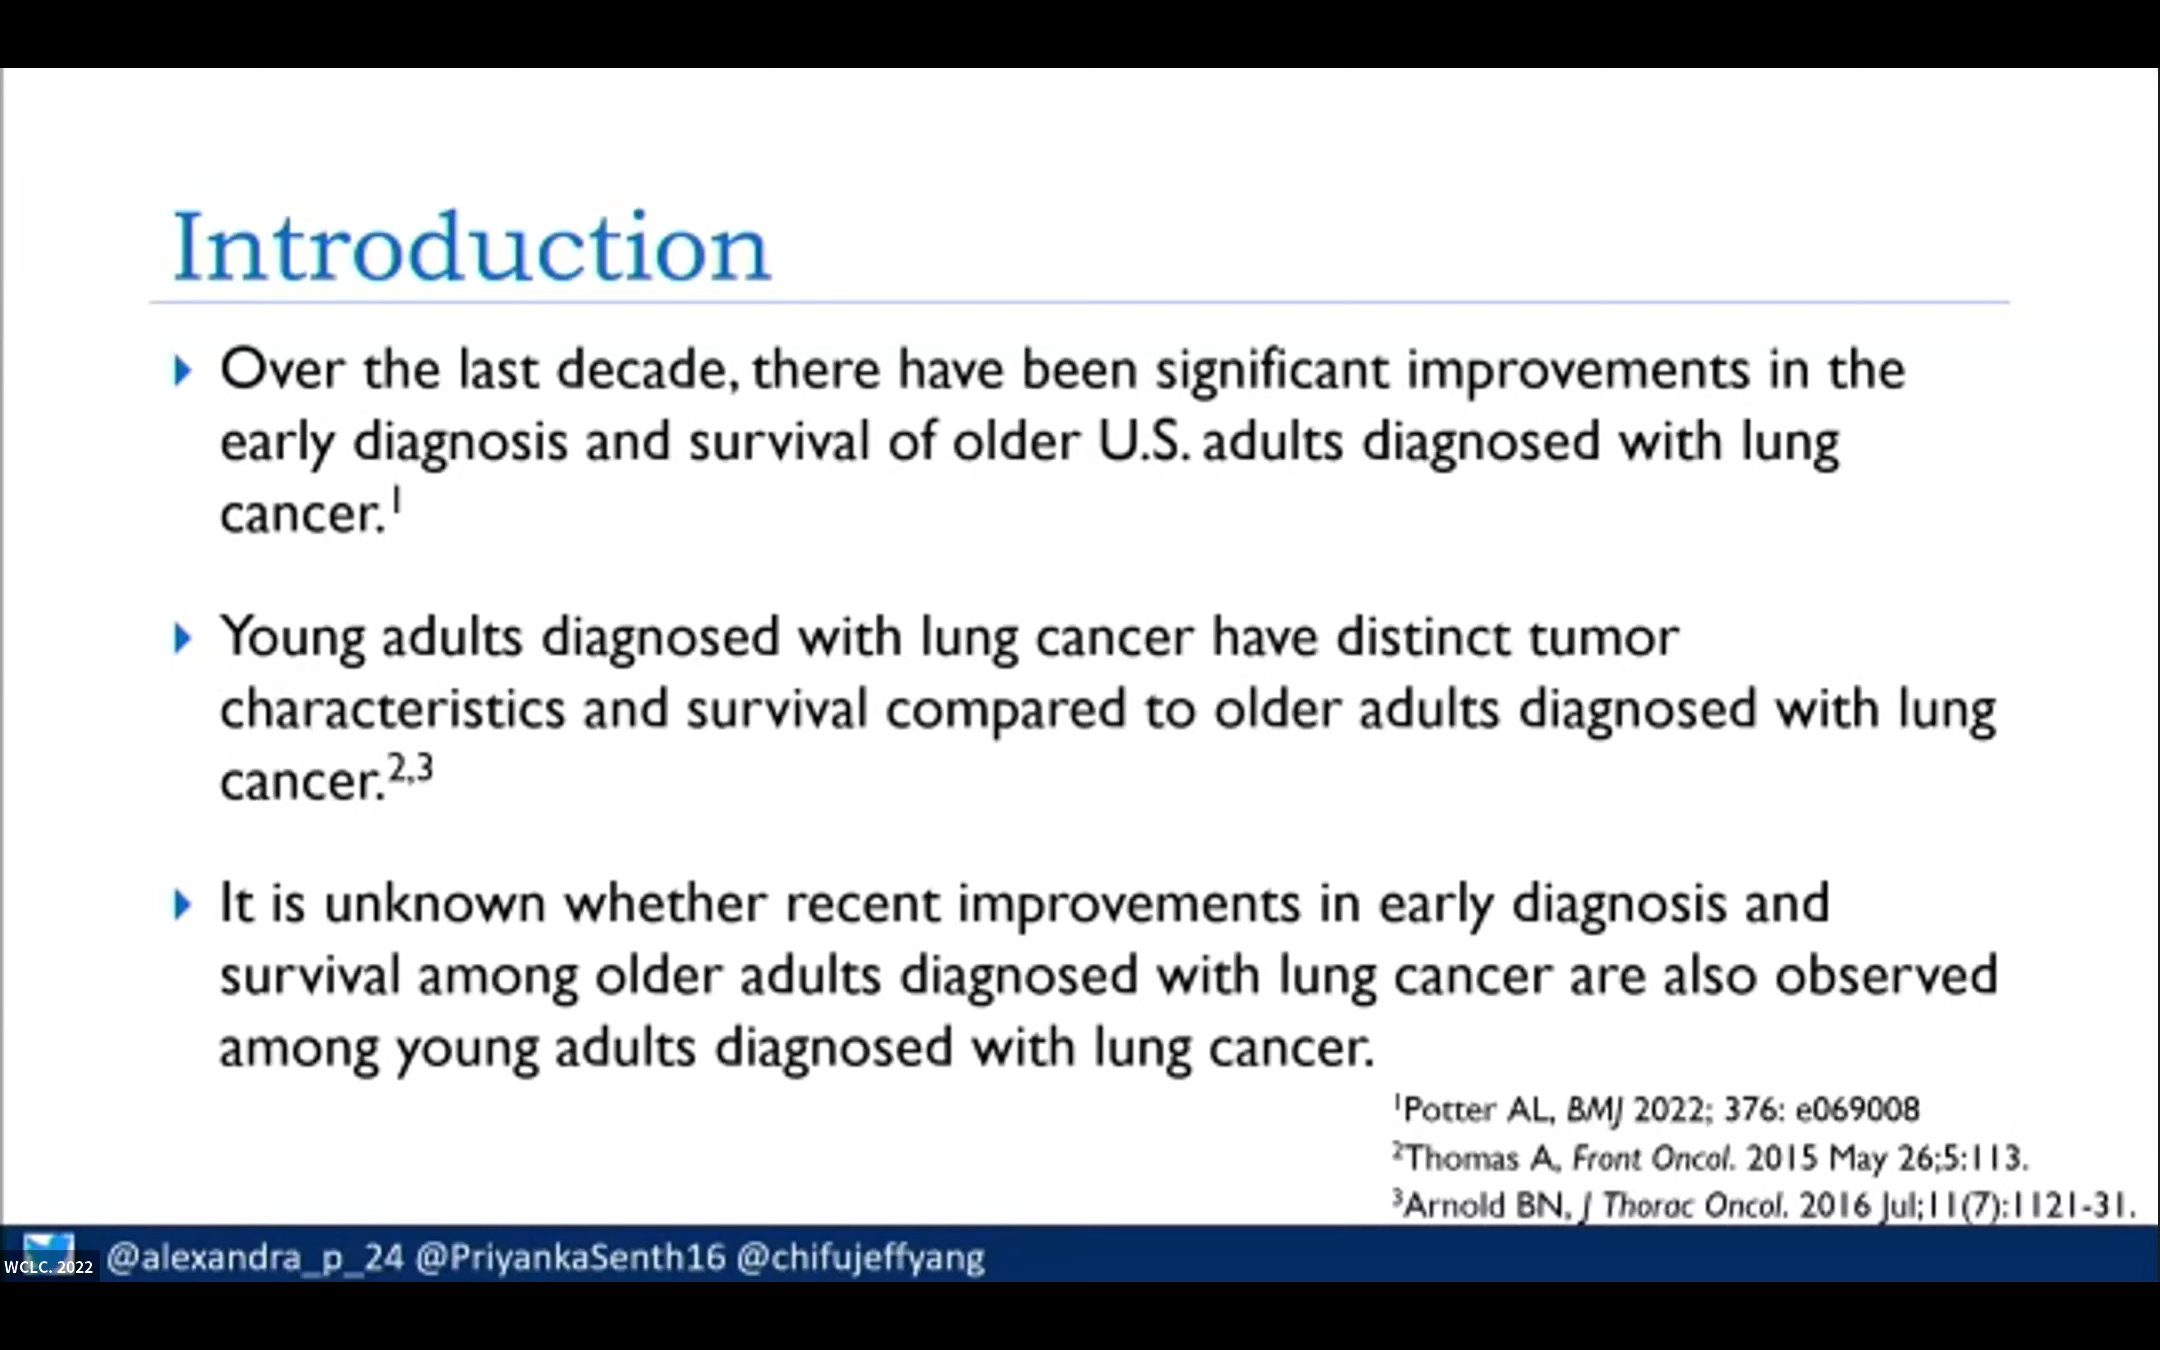 Introduction
Over the last decade, there have been significant improvements in the
early diagnosis and survival of older U.S. adults diagnosed with lung
cancer.¹
Young adults diagnosed with lung cancer have distinct tumor
characteristics and survival compared to older adults diagnosed with lung
cancer.²,³
It is unknown whether recent improvements in early diagnosis and
survival among older adults diagnosed with lung cancer are also observed
among young adults diagnosed with lung cancer.
¹Potter AL, BMJ 2022; 376: e069008
²Thomas A, Front Oncol. 2015 May 26;5:113.
³Arnold BN, J Thorac Oncol. 2016 Jul;11(7):1121-31.
@alexandra_p_24 @PriyankaSenth16 @chifujeffyang
WCLC. 2022